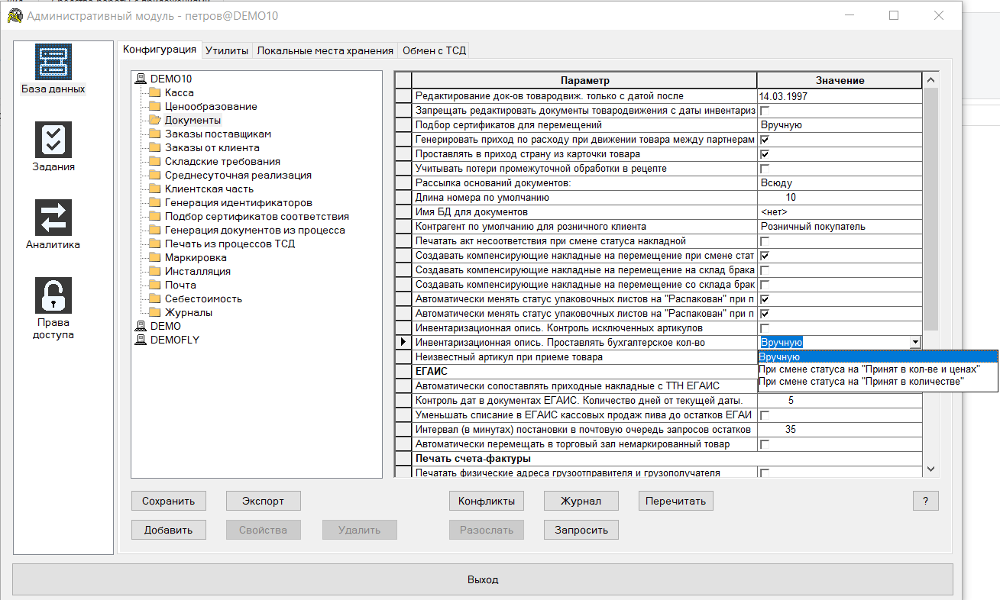 Административный модуль - петров@DEMO10
База данных
Задания
Аналитика
Права
доступа
Конфигурация
Утилиты
Локальные места хранения
Обмен с ТСД
DEMO10
Касса
Ценообразование
Документы
Заказы поставщикам
Заказы от клиента
Складские требования
Среднесуточная реализация
Клиентская часть
Генерация идентификаторов
Подбор сертификатов соответствия
Генерация документов из процесса
Печать из процессов ТСД
Маркировка
Инсталляция
Почта
Себестоимость
Журналы
DEMO
DEMOFLY
Параметр Значение
Редактирование док-ов товародвиж. только с датой после 14.03.1997
Запрещать редактировать документы товародвижения с даты инвентариз
Подбор сертификатов для перемещений Вручную
Генерировать приход по расходу при движении товара между партнерам
Проставлять в приход страну из карточки товара
Учитывать потери промежуточной обработки в рецепте
Рассылка оснований документов: Всюду
Длина номера по умолчанию 10
Имя БД для документов <нет>
Контрагент по умолчанию для розничного клиента Розничный покупатель
Печатать акт несоответствия при смене статуса накладной
Создавать компенсирующие накладные на перемещение при смене стат
Создавать компенсирующие накладные на перемещение на склад брака
Создавать компенсирующие накладные на перемещение со склада брак
Автоматически менять статус упаковочных листов на "Распакован" при п
Автоматически менять статус упаковочных листов на "Распакован" при п
Инвентаризационная опись. Контроль исключенных артикулов
Инвентаризационная опись. Проставлять бухгалтерское кол-во Вручную
Неизвестный артикул при приеме товара
Вручную
При смене статуса на "Принят в кол-ве и ценах"
При смене статуса на "Принят в количестве"
ЕГАИС
Автоматически сопоставлять приходные накладные с ТТН ЕГАИС
Контроль дат в документах ЕГАИС. Количество дней от текущей даты. 5
Уменьшать списание в ЕГАИС кассовых продаж пива до остатков ЕГАИ
Интервал (в минутах) постановки в почтовую очередь запросов остатков 35
Автоматически перемещать в торговый зал немаркированный товар
Печать счета-фактуры
Печатать физические адреса грузоотправителя и грузополучателя
Сохранить Экспорт Конфликты Журнал Перечитать ?
Добавить Свойства Удалить Разослать Запросить
Выход